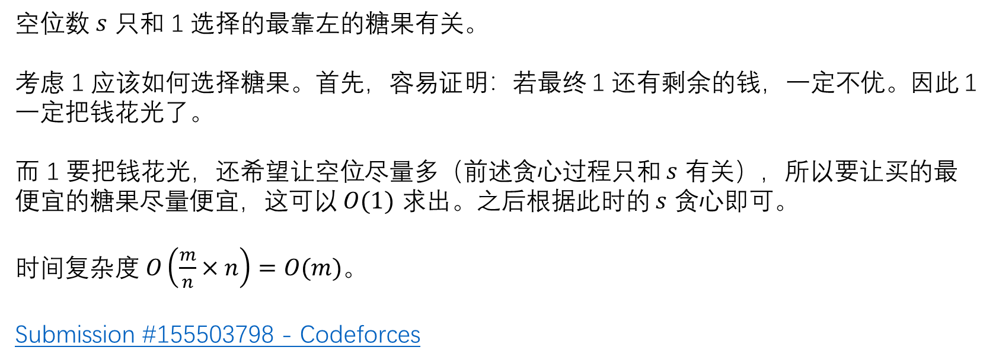 空位数 s 只和 1 选择的最靠左的糖果有关。
考虑 1 应该如何选择糖果。首先，容易证明：若最终 1 还有剩余的钱，一定不优。因此 1
一定把钱花光了。
而 1 要把钱花光，还希望让空位尽量多（前述贪心过程只和 s 有关），所以要让买的最
便宜的糖果尽量便宜，这可以 O(1) 求出。之后根据此时的 s 贪心即可。
时间复杂度 O(m/n × n) = O(m)。
Submission #155503798 - Codeforces